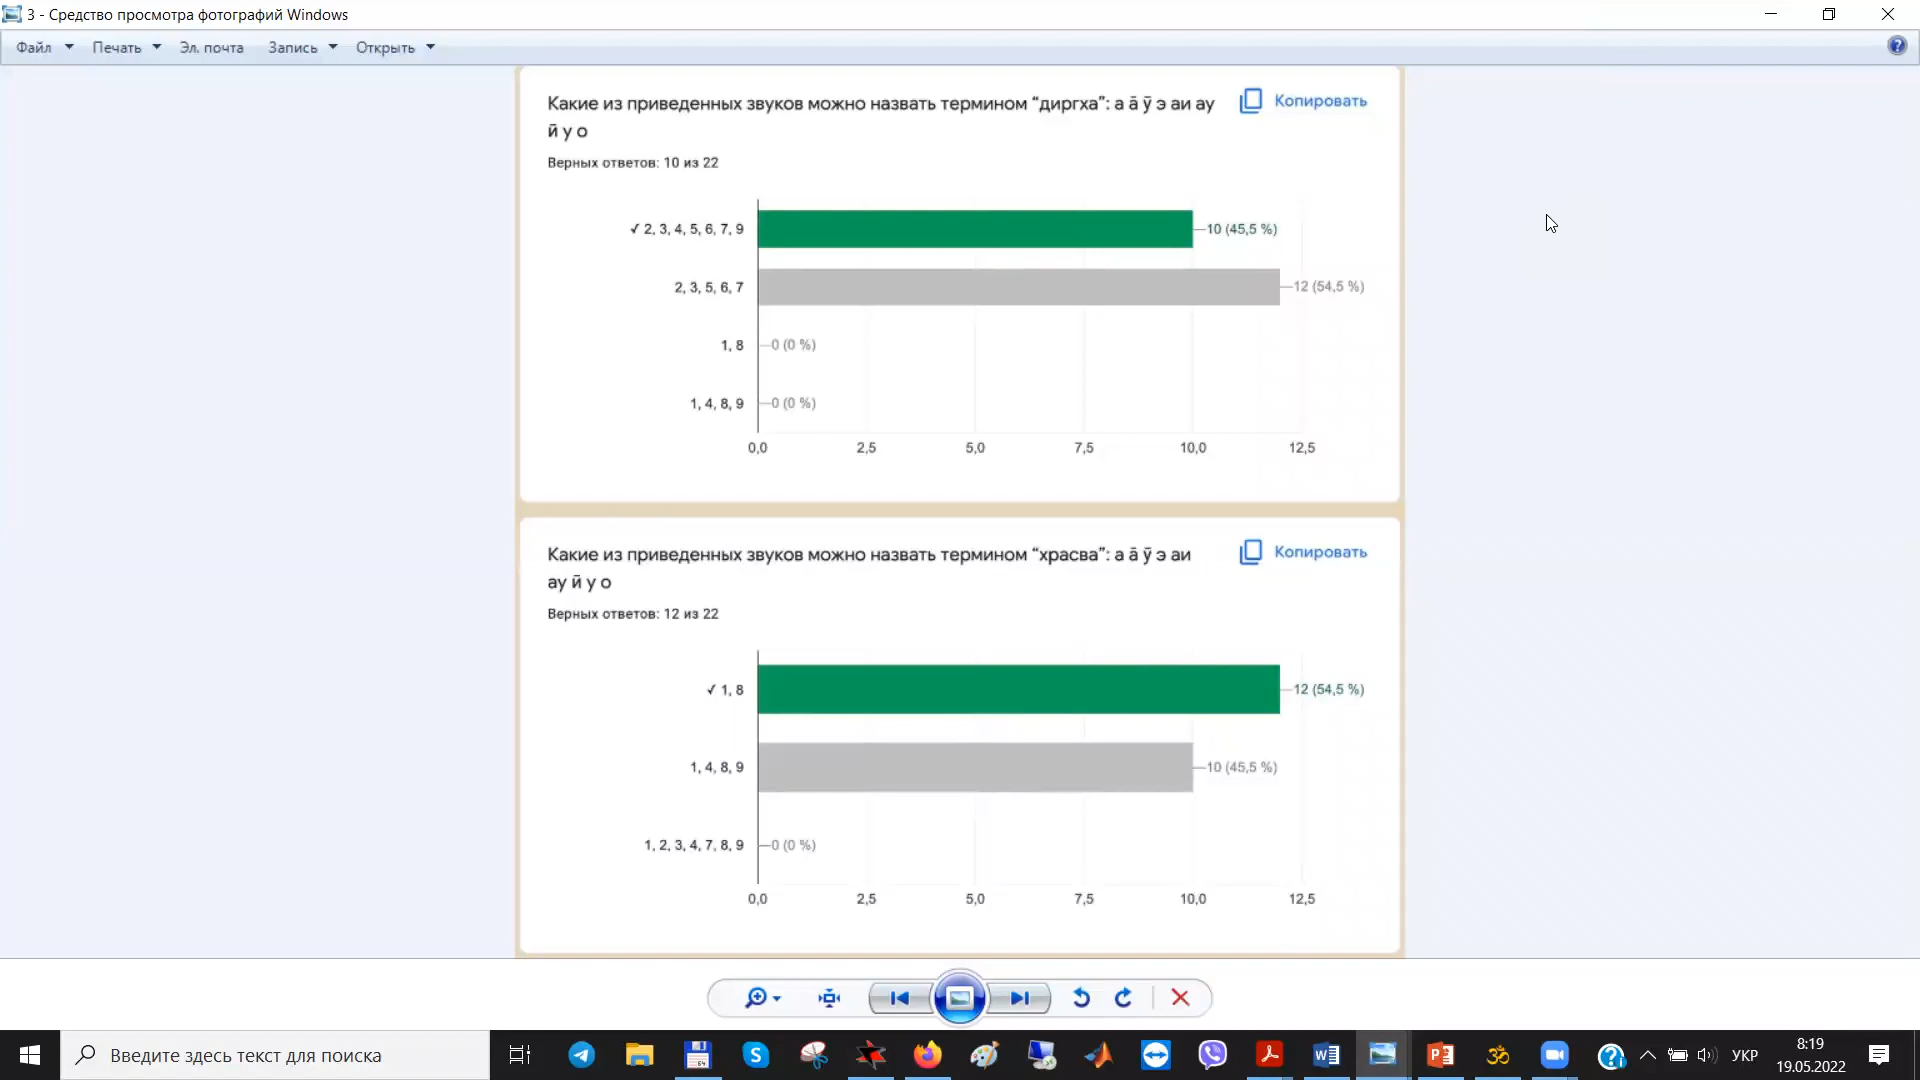 3 - Средство просмотра фотографий Windows
Файл Печать Эл. почта Запись Открыть
Какие из приведенных звуков можно назвать термином “диргха”: а а̄ ӯ э аи ау
ӣ у о
Копировать
Верных ответов: 10 из 22
✓ 2, 3, 4, 5, 6, 7, 9
10 (45,5 %)
2, 3, 5, 6, 7
12 (54,5 %)
1, 8
0 (0 %)
1, 4, 8, 9
0 (0 %)
0,0 2,5 5,0 7,5 10,0 12,5
Какие из приведенных звуков можно назвать термином “храсва”: а а̄ ӯ э аи
ау ӣ у о
Копировать
Верных ответов: 12 из 22
✓ 1, 8
12 (54,5 %)
1, 4, 8, 9
10 (45,5 %)
1, 2, 3, 4, 7, 8, 9
0 (0 %)
0,0 2,5 5,0 7,5 10,0 12,5
Введите здесь текст для поиска
УКР
8:19
19.05.2022